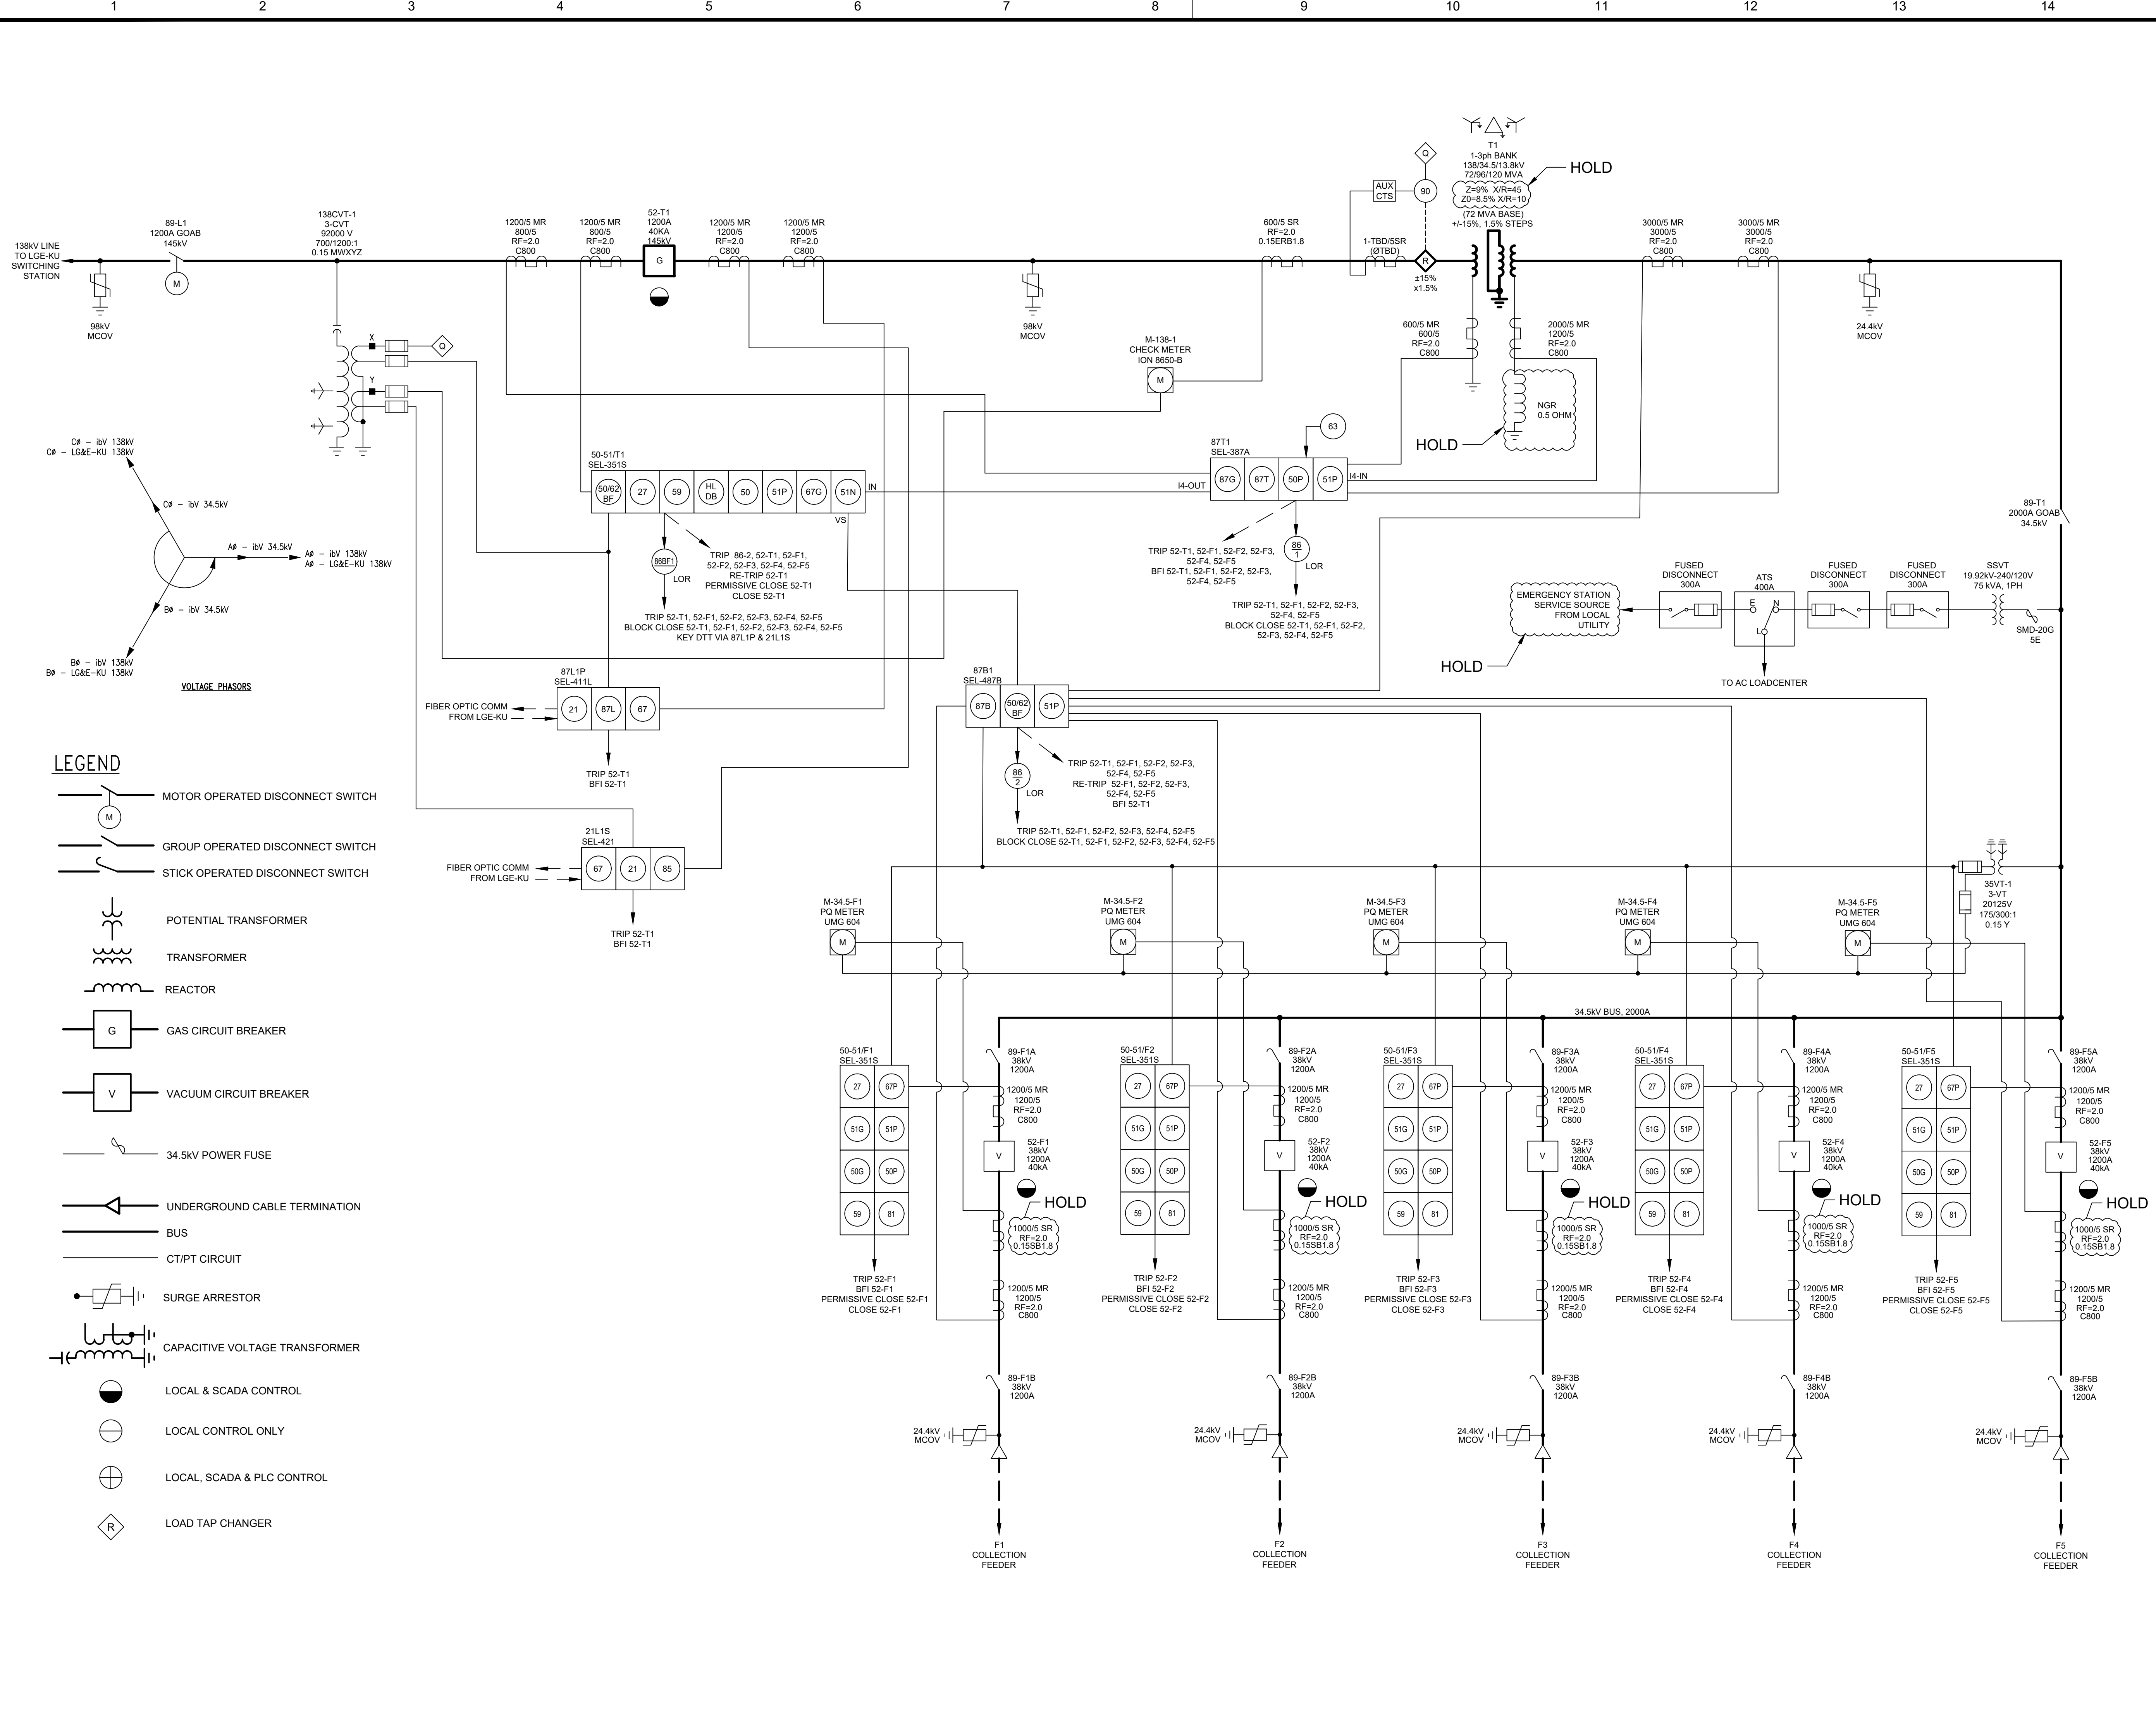 1
2
3
4
5
6
7
8
9
10
11
12
13
14
138kV LINE
TO LGE-KU
SWITCHING
STATION
98kV
MCOV
89-L1
1200A GOAB
145kV
M
138CVT-1
3-CVT
92000 V
700/1200:1
0.15 MWXYZ
X
Q
Y
1200/5 MR
800/5
RF=2.0
C800
1200/5 MR
800/5
RF=2.0
C800
52-T1
1200A
40KA
145kV
G
1200/5 MR
1200/5
RF=2.0
C800
1200/5 MR
1200/5
RF=2.0
C800
98kV
MCOV
M-138-1
CHECK METER
ION 8650-B
M
600/5 SR
RF=2.0
0.15ERB1.8
AUX
CTS
1-TBD/5SR
(ØTBD)
Q
90
R
±15%
x1.5%
T1
1-3ph BANK
138/34.5/13.8kV
72/96/120 MVA
Z=9% X/R=45
Z0=8.5% X/R=10
(72 MVA BASE)
+/-15%, 1.5% STEPS
HOLD
600/5 MR
600/5
RF=2.0
C800
2000/5 MR
1200/5
RF=2.0
C800
NGR
0.5 OHM
HOLD
3000/5 MR
3000/5
RF=2.0
C800
3000/5 MR
3000/5
RF=2.0
C800
24.4kV
MCOV
89-T1
2000A GOAB
34.5kV
CØ – ibV 138kV
CØ – LG&E-KU 138kV
CØ – ibV 34.5kV
AØ – ibV 34.5kV
AØ – ibV 138kV
AØ – LG&E-KU 138kV
BØ – ibV 34.5kV
BØ – ibV 138kV
BØ – LG&E-KU 138kV
VOLTAGE PHASORS
50-51/T1
SEL-351S
50/62
BF
27
59
HL
DB
50
51P
67G
51N
IN
VS
86BF1
LOR
TRIP 86-2, 52-T1, 52-F1,
52-F2, 52-F3, 52-F4, 52-F5
RE-TRIP 52-T1
PERMISSIVE CLOSE 52-T1
CLOSE 52-T1
TRIP 52-T1, 52-F1, 52-F2, 52-F3, 52-F4, 52-F5
BLOCK CLOSE 52-T1, 52-F1, 52-F2, 52-F3, 52-F4, 52-F5
KEY DTT VIA 87L1P & 21L1S
63
87T1
SEL-387A
I4-OUT
87G
87T
50P
51P
I4-IN
86
1
LOR
TRIP 52-T1, 52-F1, 52-F2, 52-F3,
52-F4, 52-F5
BFI 52-T1, 52-F1, 52-F2, 52-F3,
52-F4, 52-F5
TRIP 52-T1, 52-F1, 52-F2, 52-F3,
52-F4, 52-F5
BLOCK CLOSE 52-T1, 52-F1, 52-F2,
52-F3, 52-F4, 52-F5
EMERGENCY STATION
SERVICE SOURCE
FROM LOCAL
UTILITY
HOLD
FUSED
DISCONNECT
300A
ATS
400A
E
N
L
TO AC LOADCENTER
FUSED
DISCONNECT
300A
FUSED
DISCONNECT
300A
SSVT
19.92kV-240/120V
75 kVA, 1PH
SMD-20G
5E
87L1P
SEL-411L
21
87L
67
FIBER OPTIC COMM
FROM LGE-KU
TRIP 52-T1
BFI 52-T1
87B1
SEL-487B
87B
50/62
BF
51P
86
2
LOR
TRIP 52-T1, 52-F1, 52-F2, 52-F3,
52-F4, 52-F5
RE-TRIP 52-F1, 52-F2, 52-F3,
52-F4, 52-F5
BFI 52-T1
TRIP 52-T1, 52-F1, 52-F2, 52-F3, 52-F4, 52-F5
BLOCK CLOSE 52-T1, 52-F1, 52-F2, 52-F3, 52-F4, 52-F5
21L1S
SEL-421
67
21
85
FIBER OPTIC COMM
FROM LGE-KU
TRIP 52-T1
BFI 52-T1
LEGEND
M
MOTOR OPERATED DISCONNECT SWITCH
GROUP OPERATED DISCONNECT SWITCH
STICK OPERATED DISCONNECT SWITCH
POTENTIAL TRANSFORMER
TRANSFORMER
REACTOR
G
GAS CIRCUIT BREAKER
V
VACUUM CIRCUIT BREAKER
34.5kV POWER FUSE
UNDERGROUND CABLE TERMINATION
BUS
CT/PT CIRCUIT
SURGE ARRESTOR
CAPACITIVE VOLTAGE TRANSFORMER
LOCAL & SCADA CONTROL
LOCAL CONTROL ONLY
LOCAL, SCADA & PLC CONTROL
R
LOAD TAP CHANGER
35VT-1
3-VT
20125V
175/300:1
0.15 Y
34.5kV BUS, 2000A
M-34.5-F1
PQ METER
UMG 604
M
50-51/F1
SEL-351S
27
67P
51G
51P
50G
50P
59
81
TRIP 52-F1
BFI 52-F1
PERMISSIVE CLOSE 52-F1
CLOSE 52-F1
89-F1A
38kV
1200A
1200/5 MR
1200/5
RF=2.0
C800
V
52-F1
38kV
1200A
40kA
HOLD
1000/5 SR
RF=2.0
0.15SB1.8
1200/5 MR
1200/5
RF=2.0
C800
89-F1B
38kV
1200A
24.4kV
MCOV
F1
COLLECTION
FEEDER
M-34.5-F2
PQ METER
UMG 604
M
50-51/F2
SEL-351S
27
67P
51G
51P
50G
50P
59
81
TRIP 52-F2
BFI 52-F2
PERMISSIVE CLOSE 52-F2
CLOSE 52-F2
89-F2A
38kV
1200A
1200/5 MR
1200/5
RF=2.0
C800
V
52-F2
38kV
1200A
40kA
HOLD
1000/5 SR
RF=2.0
0.15SB1.8
1200/5 MR
1200/5
RF=2.0
C800
89-F2B
38kV
1200A
24.4kV
MCOV
F2
COLLECTION
FEEDER
M-34.5-F3
PQ METER
UMG 604
M
50-51/F3
SEL-351S
27
67P
51G
51P
50G
50P
59
81
TRIP 52-F3
BFI 52-F3
PERMISSIVE CLOSE 52-F3
CLOSE 52-F3
89-F3A
38kV
1200A
1200/5 MR
1200/5
RF=2.0
C800
V
52-F3
38kV
1200A
40kA
HOLD
1000/5 SR
RF=2.0
0.15SB1.8
1200/5 MR
1200/5
RF=2.0
C800
89-F3B
38kV
1200A
24.4kV
MCOV
F3
COLLECTION
FEEDER
M-34.5-F4
PQ METER
UMG 604
M
50-51/F4
SEL-351S
27
67P
51G
51P
50G
50P
59
81
TRIP 52-F4
BFI 52-F4
PERMISSIVE CLOSE 52-F4
CLOSE 52-F4
89-F4A
38kV
1200A
1200/5 MR
1200/5
RF=2.0
C800
V
52-F4
38kV
1200A
40kA
HOLD
1000/5 SR
RF=2.0
0.15SB1.8
1200/5 MR
1200/5
RF=2.0
C800
89-F4B
38kV
1200A
24.4kV
MCOV
F4
COLLECTION
FEEDER
M-34.5-F5
PQ METER
UMG 604
M
50-51/F5
SEL-351S
27
67P
51G
51P
50G
50P
59
81
TRIP 52-F5
BFI 52-F5
PERMISSIVE CLOSE 52-F5
CLOSE 52-F5
89-F5A
38kV
1200A
1200/5 MR
1200/5
RF=2.0
C800
V
52-F5
38kV
1200A
40kA
HOLD
1000/5 SR
RF=2.0
0.15SB1.8
1200/5 MR
1200/5
RF=2.0
C800
89-F5B
38kV
1200A
24.4kV
MCOV
F5
COLLECTION
FEEDER